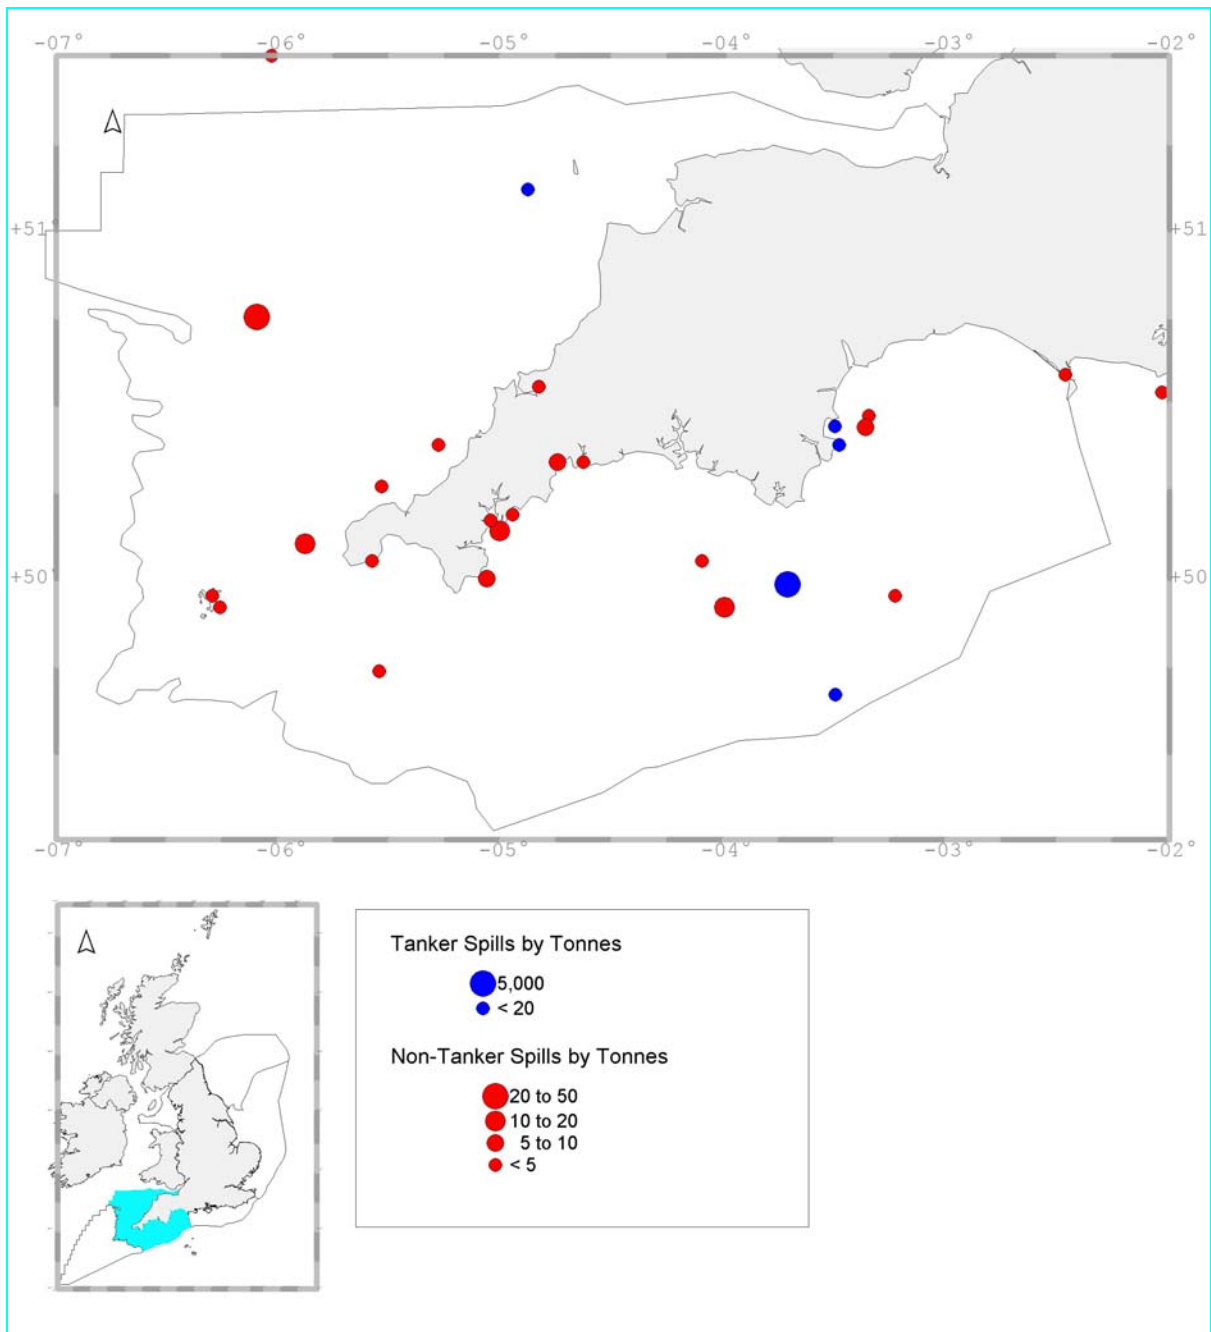 -07° -06° -05° -04° -03° -02°
+51° +51°
+50° +50°
-07° -06° -05° -04° -03° -02°
Tanker Spills by Tonnes
5,000
< 20
Non-Tanker Spills by Tonnes
20 to 50
10 to 20
5 to 10
< 5